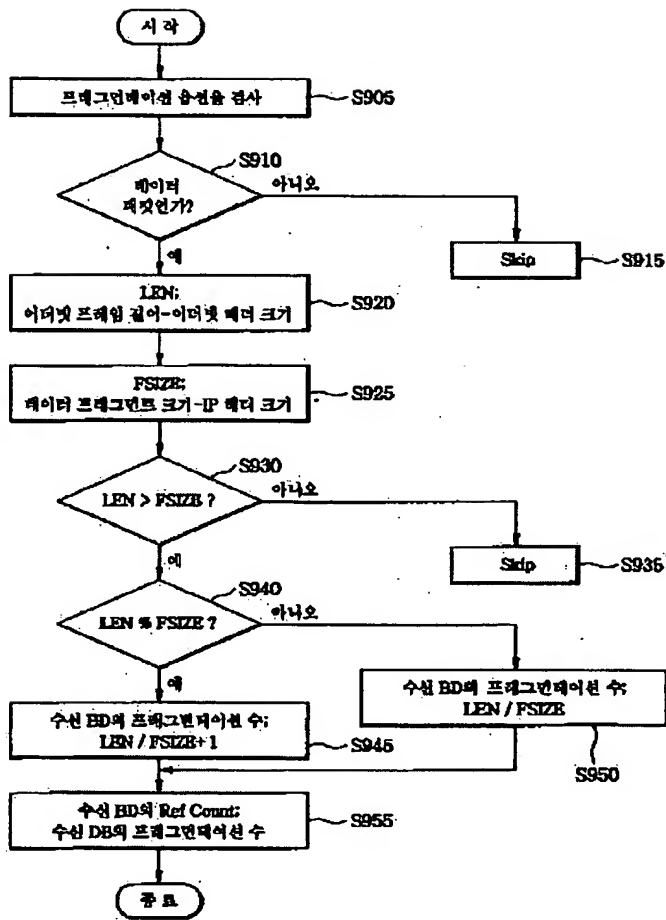 시 작
프래그먼테이션 옵션을 검사
S905
S910
데이터
패킷인가?
아니오
예
Skip
S915
LEN;
이더넷 프레임 길이-이더넷 헤더 크기
S920
FSIZE;
데이터 프래그먼트 크기-IP 헤더 크기
S925
S930
LEN > FSIZE ?
아니오
예
Skip
S935
S940
LEN % FSIZE ?
아니오
예
수신 BD의 프래그먼테이션 수;
LEN / FSIZE+1
S945
수신 BD의 프래그먼테이션 수;
LEN / FSIZE
S950
수신 BD의 Ref Count;
수신 DB의 프래그먼테이션 수
S955
종 료